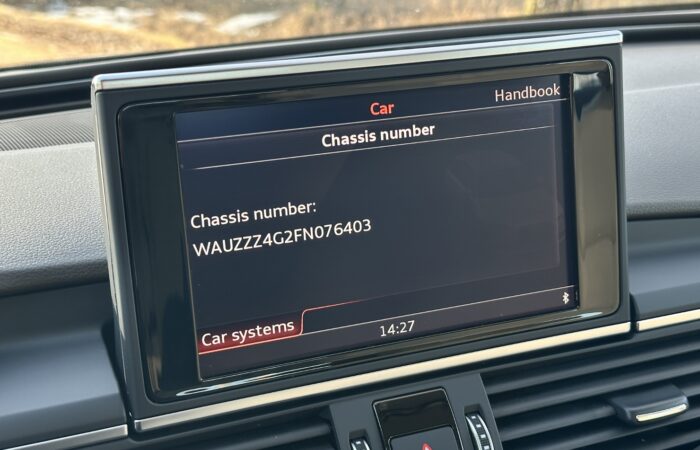 Car
Handbook
Chassis number
Chassis number:
WAUZZZ4G2FN076403
Car systems
14:27